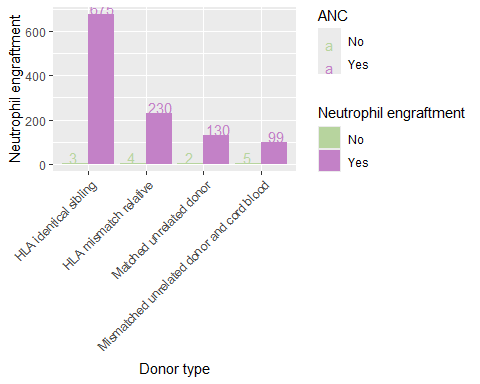 ANC
a No
a Yes
Neutrophil engraftment
No
Yes
Neutrophil engraftment
600
400
200
0
675
230
130
99
3
4
2
5
HLA identical sibling
HLA mismatch relative
Matched unrelated donor
Mismatched unrelated donor and cord blood
Donor type